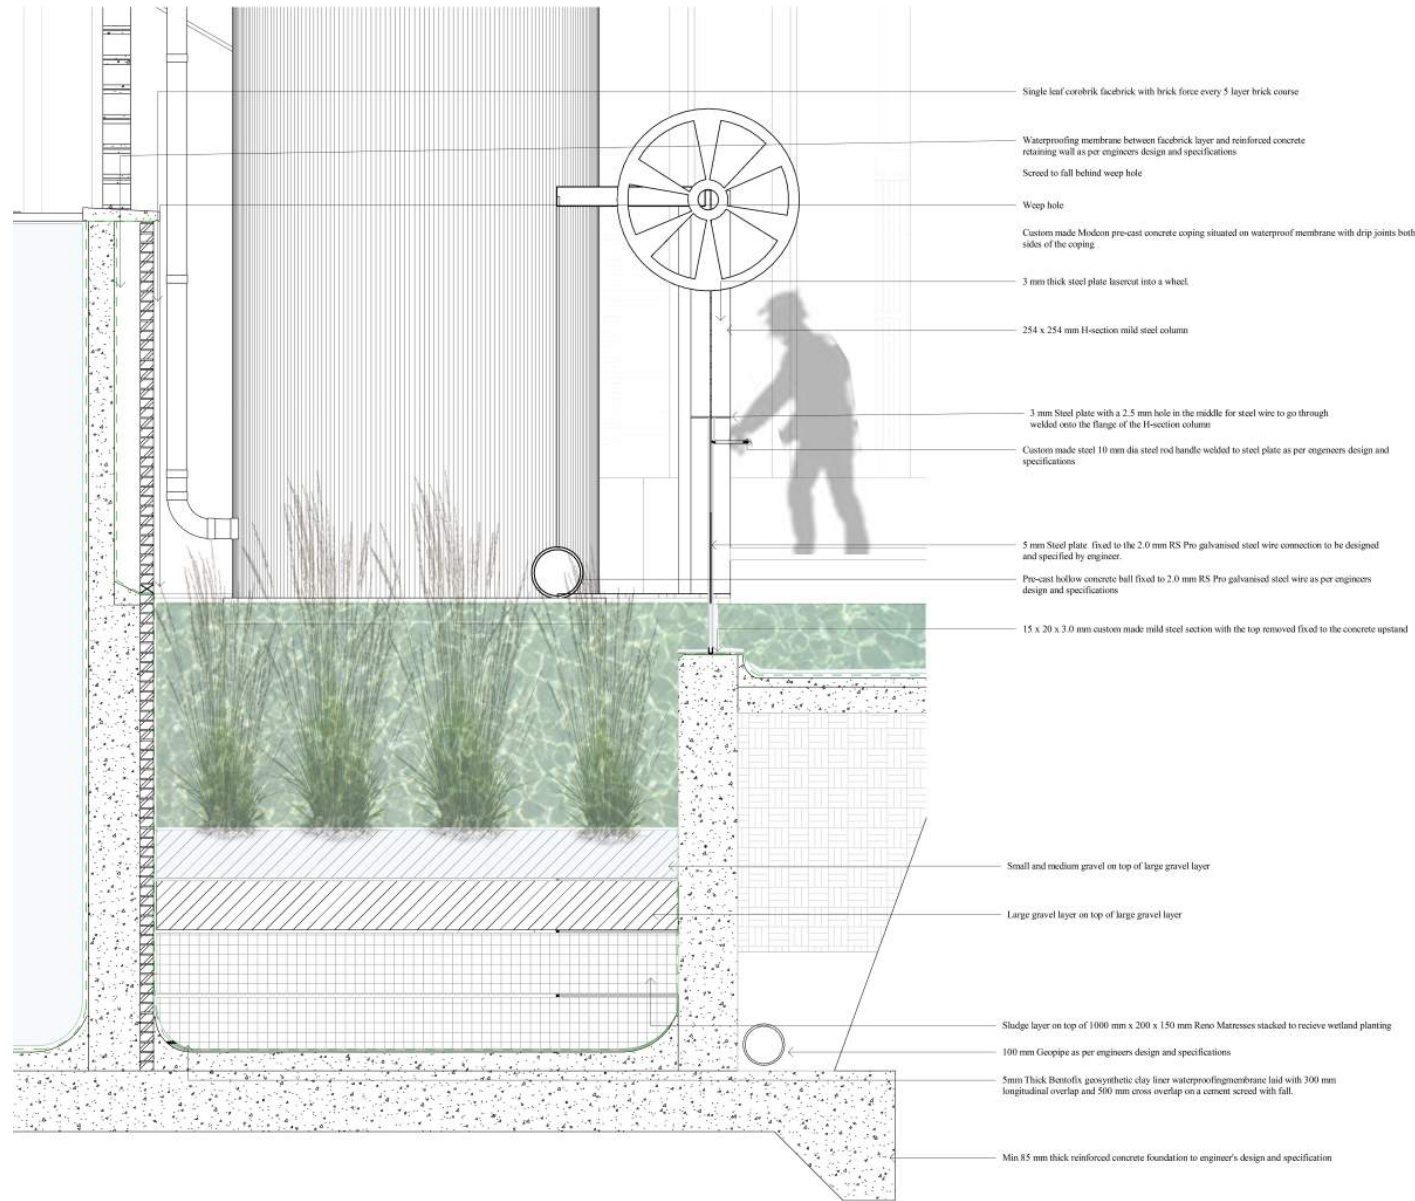 Single leaf corobrik facebrick with brick force every 5 layer brick course
Waterproofing membrane between facebrick layer and reinforced concrete
retaining wall as per engineers design and specifications
Screed to fall behind weep hole
Weep hole
Custom made Modcon pre-cast concrete coping situated on waterproof membrane with drip joints both
sides of the coping
3 mm thick steel plate lasercut into a wheel.
254 x 254 mm H-section mild steel column
3 mm Steel plate with a 2.5 mm hole in the middle for steel wire to go through
welded onto the flange of the H-section column
Custom made steel 10 mm dia steel rod handle welded to steel plate as per engeneers design and
specifications
5 mm Steel plate fixed to the 2.0 mm RS Pro galvanised steel wire connection to be designed
and specified by engineer.
Pre-cast hollow concrete ball fixed to 2.0 mm RS Pro galvanised steel wire as per engineers
design and specifications
15 x 20 x 3.0 mm custom made mild steel section with the top removed fixed to the concrete upstand
Small and medium gravel on top of large gravel layer
Large gravel layer on top of large gravel layer
Sludge layer on top of 1000 mm x 200 x 150 mm Reno Matresses stacked to recieve wetland planting
100 mm Geopipe as per engineers design and specifications
5mm Thick Bentofix geosynthetic clay liner waterproofingmembrane laid with 300 mm
longitudinal overlap and 500 mm cross overlap on a cement screed with fall.
Min 85 mm thick reinforced concrete foundation to engineer's design and specification